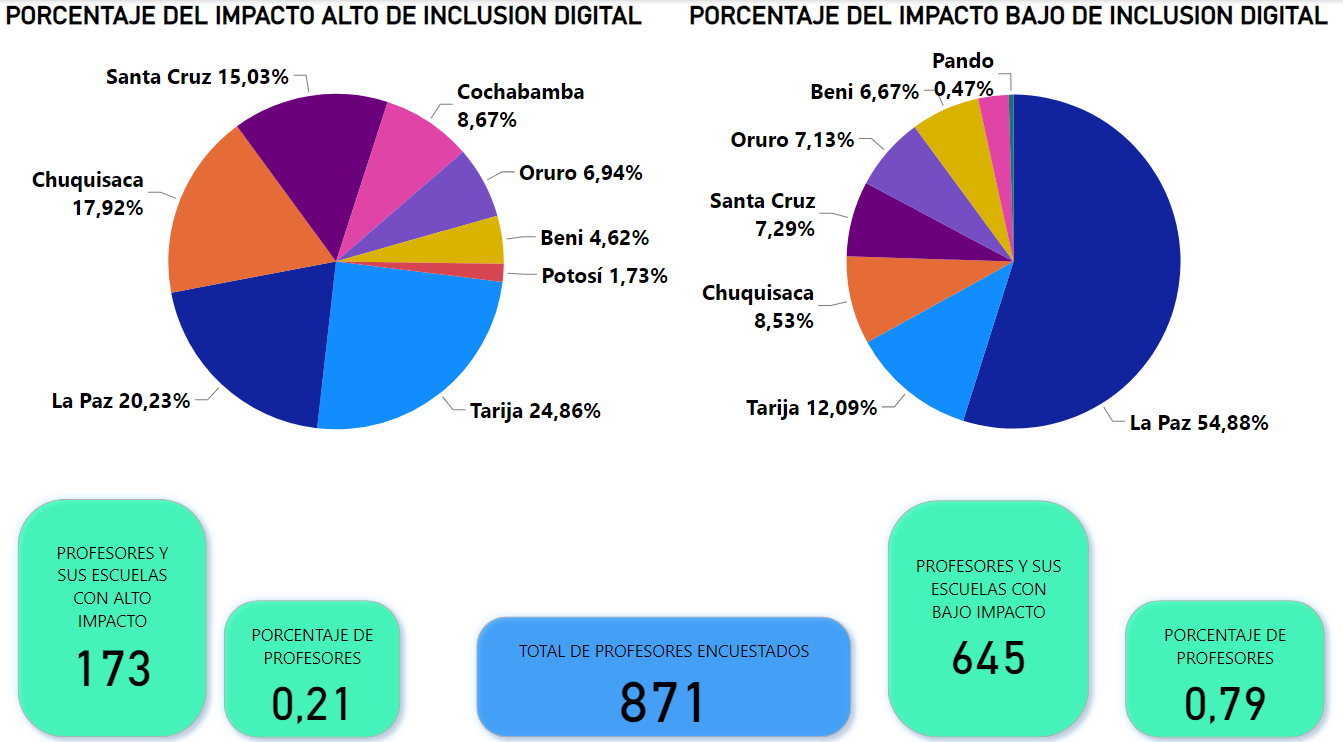 PORCENTAJE DEL IMPACTO ALTO DE INCLUSION DIGITAL
Santa Cruz 15,03%
Cochabamba
8,67%
Oruro 6,94%
Chuquisaca
17,92%
Beni 4,62%
Potosí 1,73%
La Paz 20,23%
Tarija 24,86%
PORCENTAJE DEL IMPACTO BAJO DE INCLUSION DIGITAL
Pando
0,47%
Beni 6,67%
Oruro 7,13%
Santa Cruz
7,29%
Chuquisaca
8,53%
Tarija 12,09%
La Paz 54,88%
PROFESORES Y
SUS ESCUELAS
CON ALTO
IMPACTO
173
PORCENTAJE DE
PROFESORES
0,21
TOTAL DE PROFESORES ENCUESTADOS
871
PROFESORES Y SUS
ESCUELAS CON
BAJO IMPACTO
645
PORCENTAJE DE
PROFESORES
0,79